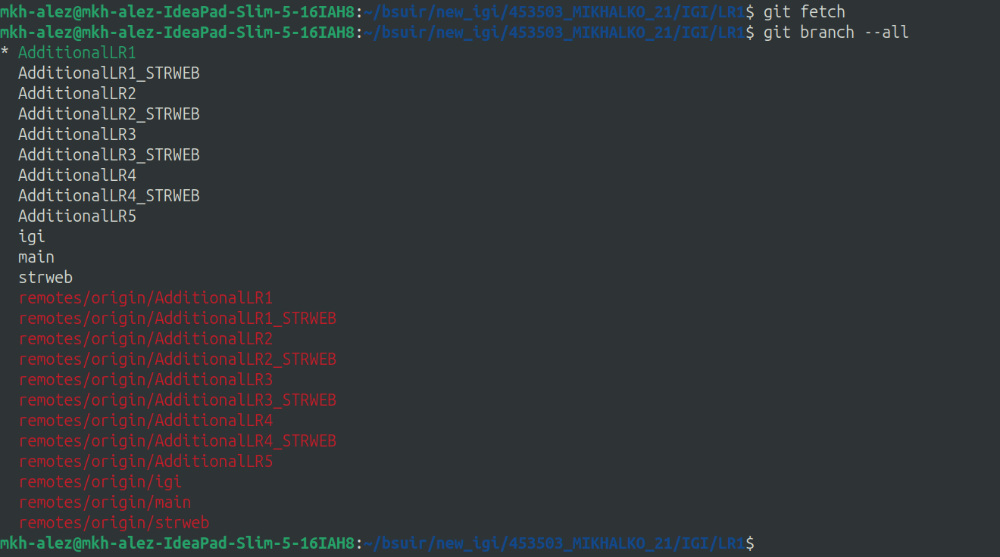 mkh-alez@mkh-alez-IdeaPad-Slim-5-16IAH8:~/bsuir/new_igi/453503_MIKHALKO_21/IGI/LR1$ git fetch
mkh-alez@mkh-alez-IdeaPad-Slim-5-16IAH8:~/bsuir/new_igi/453503_MIKHALKO_21/IGI/LR1$ git branch --all
* AdditionalLR1
  AdditionalLR1_STRWEB
  AdditionalLR2
  AdditionalLR2_STRWEB
  AdditionalLR3
  AdditionalLR3_STRWEB
  AdditionalLR4
  AdditionalLR4_STRWEB
  AdditionalLR5
  igi
  main
  strweb
  remotes/origin/AdditionalLR1
  remotes/origin/AdditionalLR1_STRWEB
  remotes/origin/AdditionalLR2
  remotes/origin/AdditionalLR2_STRWEB
  remotes/origin/AdditionalLR3
  remotes/origin/AdditionalLR3_STRWEB
  remotes/origin/AdditionalLR4
  remotes/origin/AdditionalLR4_STRWEB
  remotes/origin/AdditionalLR5
  remotes/origin/igi
  remotes/origin/main
  remotes/origin/strweb
mkh-alez@mkh-alez-IdeaPad-Slim-5-16IAH8:~/bsuir/new_igi/453503_MIKHALKO_21/IGI/LR1$